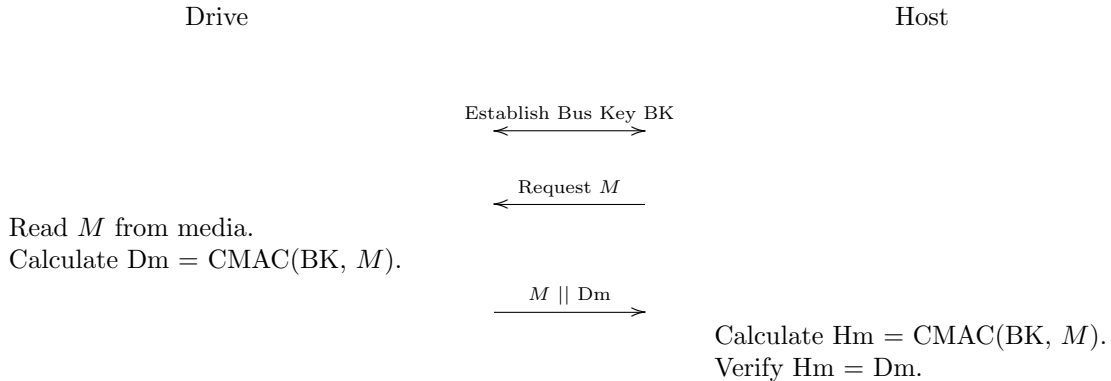 Drive Host
Establish Bus Key BK
Request M
Read M from media.
Calculate Dm = CMAC(BK, M).
M || Dm
Calculate Hm = CMAC(BK, M).
Verify Hm = Dm.